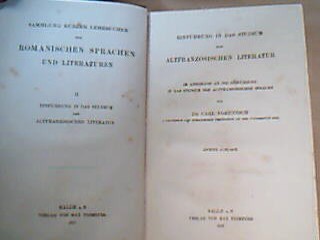 SAMMLUNG KURZER LEHRBÜCHER
DER
ROMANISCHEN SPRACHEN
UND LITERATUREN
II
EINFÜHRUNG IN DAS STUDIUM
DER
ALTFRANZÖSISCHEN LITERATUR
HALLE a. S.
VERLAG VON MAX NIEMEYER
EINFÜHRUNG IN DAS STUDIUM
DER
ALTFRANZÖSISCHEN LITERATUR
IM ANSCHLUSS AN DIE EINFÜHRUNG
IN DAS STUDIUM DER ALTFRANZÖSISCHEN SPRACHE
VON
DR. CARL VORETZSCH
HALLE a. S.
VERLAG VON MAX NIEMEYER